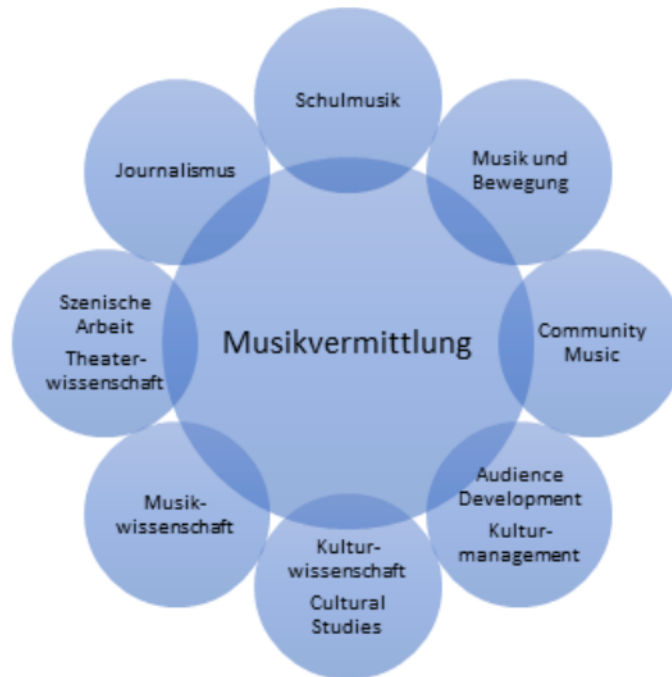 Schulmusik
Musik und
Bewegung
Community
Music
Audience
Development
Kultur-
management
Kultur-
wissenschaft
Cultural
Studies
Musik-
wissenschaft
Szenische
Arbeit
Theater-
wissenschaft
Journalismus
Musikvermittlung